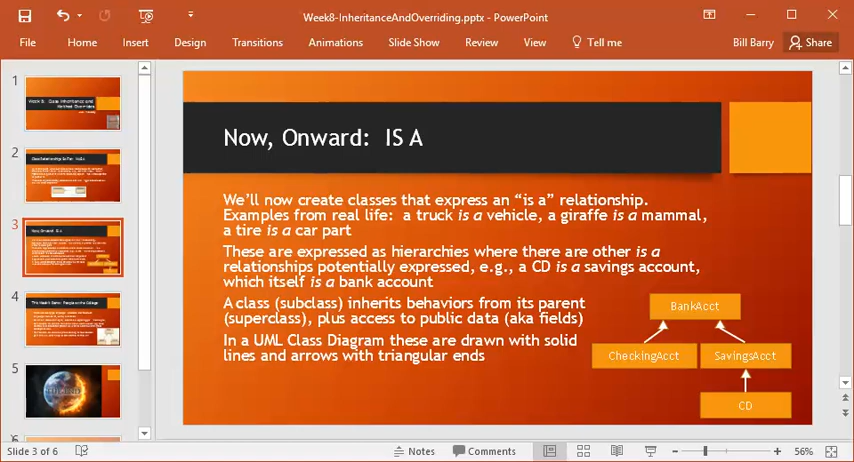 Week8-InheritanceAndOverriding.pptx - PowerPoint
File Home Insert Design Transitions Animations Slide Show Review View Tell me Bill Barry Share
1
2
3
4
5
6
Now, Onward: IS A
We'll now create classes that express an “is a” relationship.
Examples from real life: a truck is a vehicle, a giraffe is a mammal,
a tire is a car part
These are expressed as hierarchies where there are other is a
relationships potentially expressed, e.g., a CD is a savings account,
which itself is a bank account
A class (subclass) inherits behaviors from its parent
(superclass), plus access to public data (aka fields)
In a UML Class Diagram these are drawn with solid
lines and arrows with triangular ends
BankAcct
CheckingAcct SavingsAcct
CD
Slide 3 of 6 Notes Comments 56%